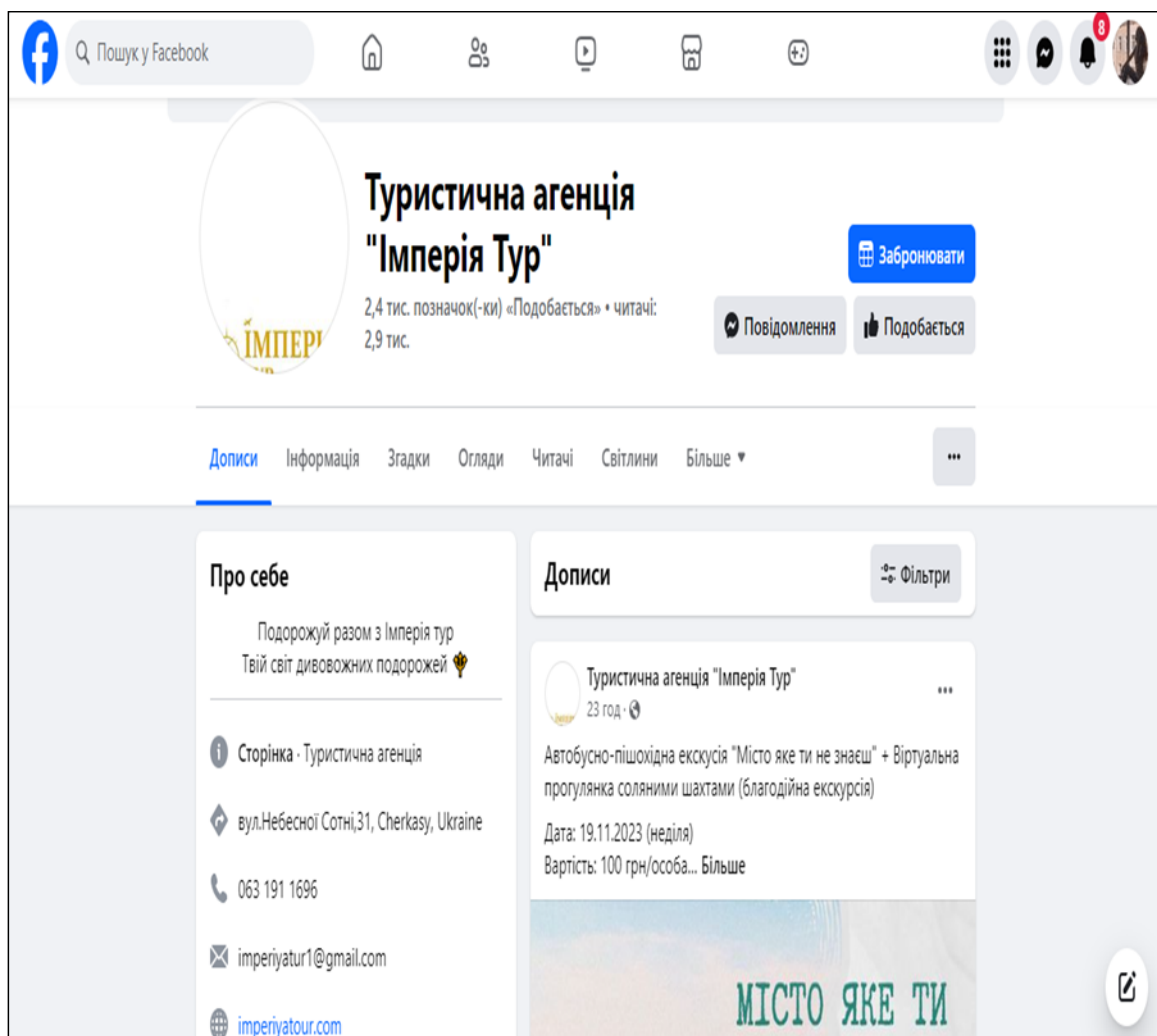 Пошук у Facebook
8
Туристична агенція
"Імперія Тур"
2,4 тис. позначок(-ки) «Подобається» • читачі:
2,9 тис.
Забронювати
Повідомлення
Подобається
Дописи
Інформація
Згадки
Огляди
Читачі
Світлини
Більше
Про себе
Подорожуй разом з Імперія тур
Твій світ дивовожних подорожей
Сторінка · Туристична агенція
вул.Небесної Сотні,31, Cherkasy, Ukraine
063 191 1696
imperiyatur1@gmail.com
imperiyatour.com
Дописи
Фільтри
Туристична агенція "Імперія Тур"
23 год ·
Автобусно-пішохідна екскусія "Місто яке ти не знаєш" + Віртуальна
прогулянка соляними шахтами (благодійна екскурсія)
Дата: 19.11.2023 (неділя)
Вартість: 100 грн/особа... Більше
МІСТО ЯКЕ ТИ